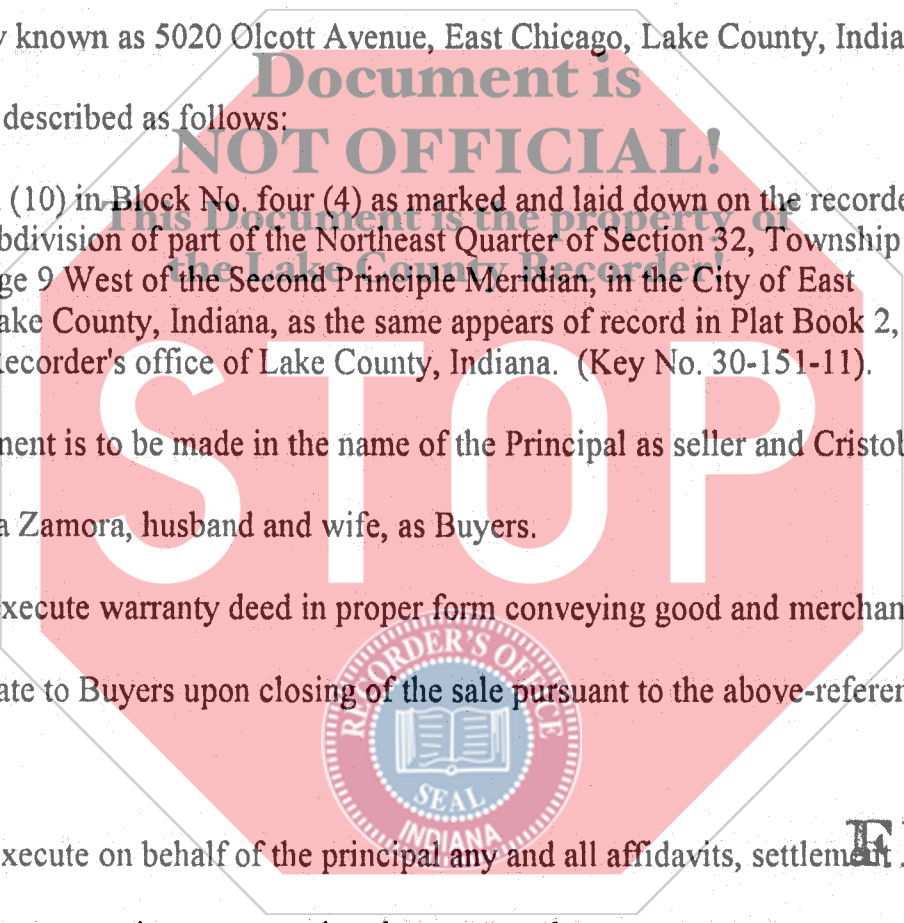 known as 5020 Olcott Avenue, East Chicago, Lake County, India
Document is
described as follows:
NOT OFFICIAL!
(10) in Block No. four (4) as marked and laid down on the recorde
This Document is the property of
bdivision of part of the Northeast Quarter of Section 32, Township
the Lake County Recorder!
ge 9 West of the Second Principle Meridian, in the City of East
ake County, Indiana, as the same appears of record in Plat Book 2,
ecorder's office of Lake County, Indiana. (Key No. 30-151-11).
STOP
ment is to be made in the name of the Principal as seller and Cristo
a Zamora, husband and wife, as Buyers.
xecute warranty deed in proper form conveying good and merchan
ate to Buyers upon closing of the sale pursuant to the above-referen
RECORDER'S OFFICE
SEAL
INDIANA
xecute on behalf of the principal any and all affidavits, settlement